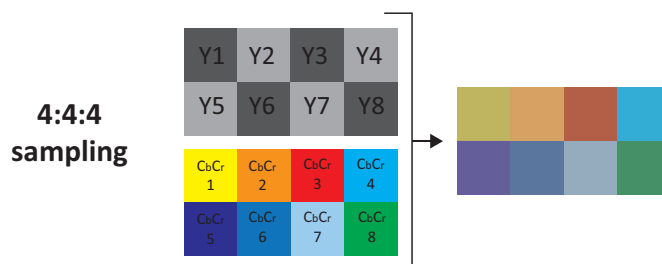 4:4:4
sampling
Y1 Y2 Y3 Y4
Y5 Y6 Y7 Y8
CbCr CbCr CbCr CbCr
1 2 3 4
CbCr CbCr CbCr CbCr
5 6 7 8